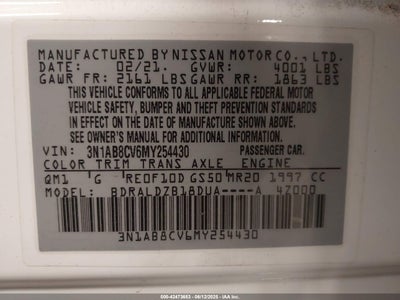 MANUFACTURED BY NISSAN MOTOR CO., LTD.
DATE: 02/21. GVWR: 4001 LBS
GAWR FR: 2161 LBS GAWR RR: 1863 LBS
THIS VEHICLE CONFORMS TO ALL APPLICABLE FEDERAL MOTOR
VEHICLE SAFETY, BUMPER AND THEFT PREVENTION STANDARDS
IN EFFECT ON THE DATE OF MANUFACTURE SHOWN ABOVE.
SEE OWNER'S MANUAL FOR ADDITIONAL INFORMATION.
VIN: 3N1AB8CV6MY254430 PASSENGER CAR
COLOR TRIM TRANS AXLE ENGINE
QM1 G RE0F10D GS50 MR20 1997 CC
MODEL: BDRALDZB18DUA----A 4Z000
3N1AB8CV6MY254430